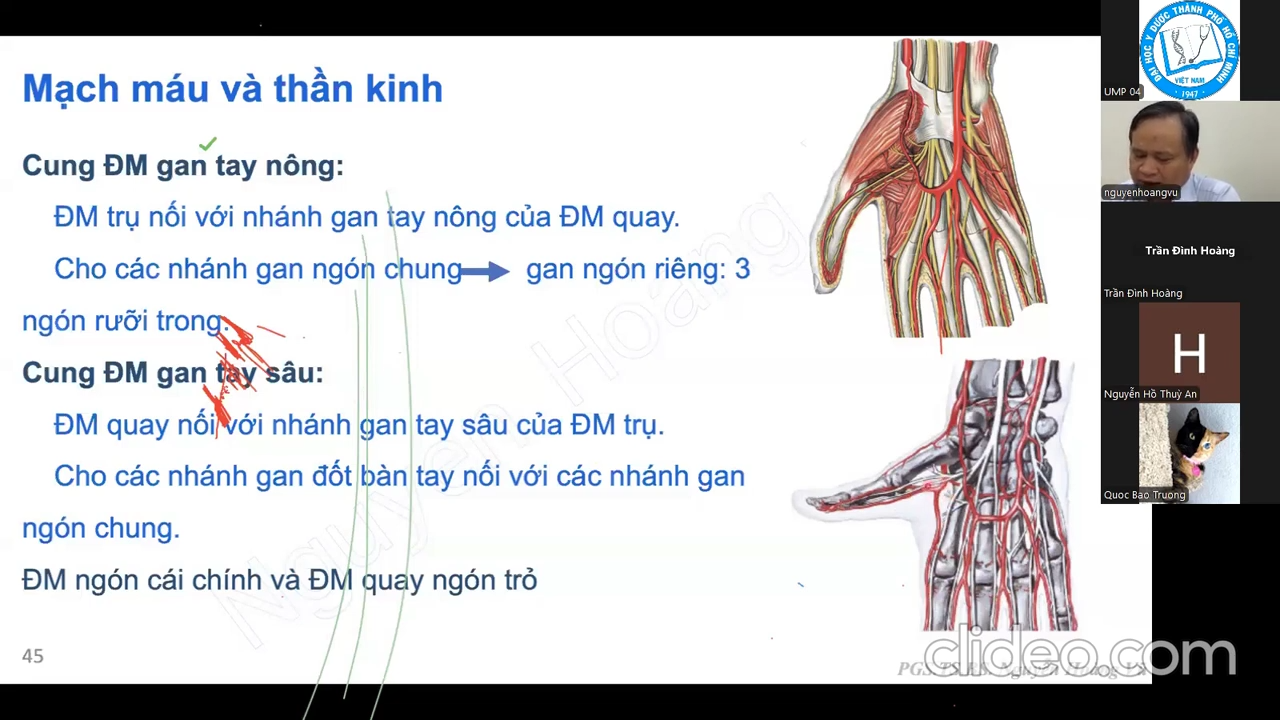 Mạch máu và thần kinh
Cung ĐM gan tay nông:
ĐM trụ nối với nhánh gan tay nông của ĐM quay.
Cho các nhánh gan ngón chung → gan ngón riêng: 3
ngón rưỡi trong.
Cung ĐM gan tay sâu:
ĐM quay nối với nhánh gan tay sâu của ĐM trụ.
Cho các nhánh gan đốt bàn tay nối với các nhánh gan
ngón chung.
ĐM ngón cái chính và ĐM quay ngón trỏ
45
Nguyen Hoang
PGS.TS.BS. Nguyễn Hoàng Vũ
clideo.com
ĐẠI HỌC Y DƯỢC THÀNH PHỐ HỒ CHÍ MINH
VIỆT NAM
1947
UMP 04
nguyenhoangvu
Trần Đình Hoàng
Trần Đình Hoàng
H
Nguyễn Hồ Thuỳ An
Quoc Bao Truong